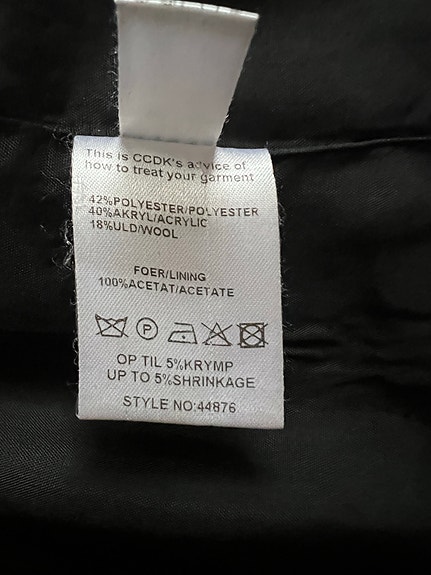 This is CCDK's advice of
how to treat your garment
42%POLYESTER/POLYESTER
40%AKRYL/ACRYLIC
18%ULD/WOOL
FOER/LINING
100%ACETAT/ACETATE
P
OP TIL 5%KRYMP
UP TO 5%SHRINKAGE
STYLE NO:44876